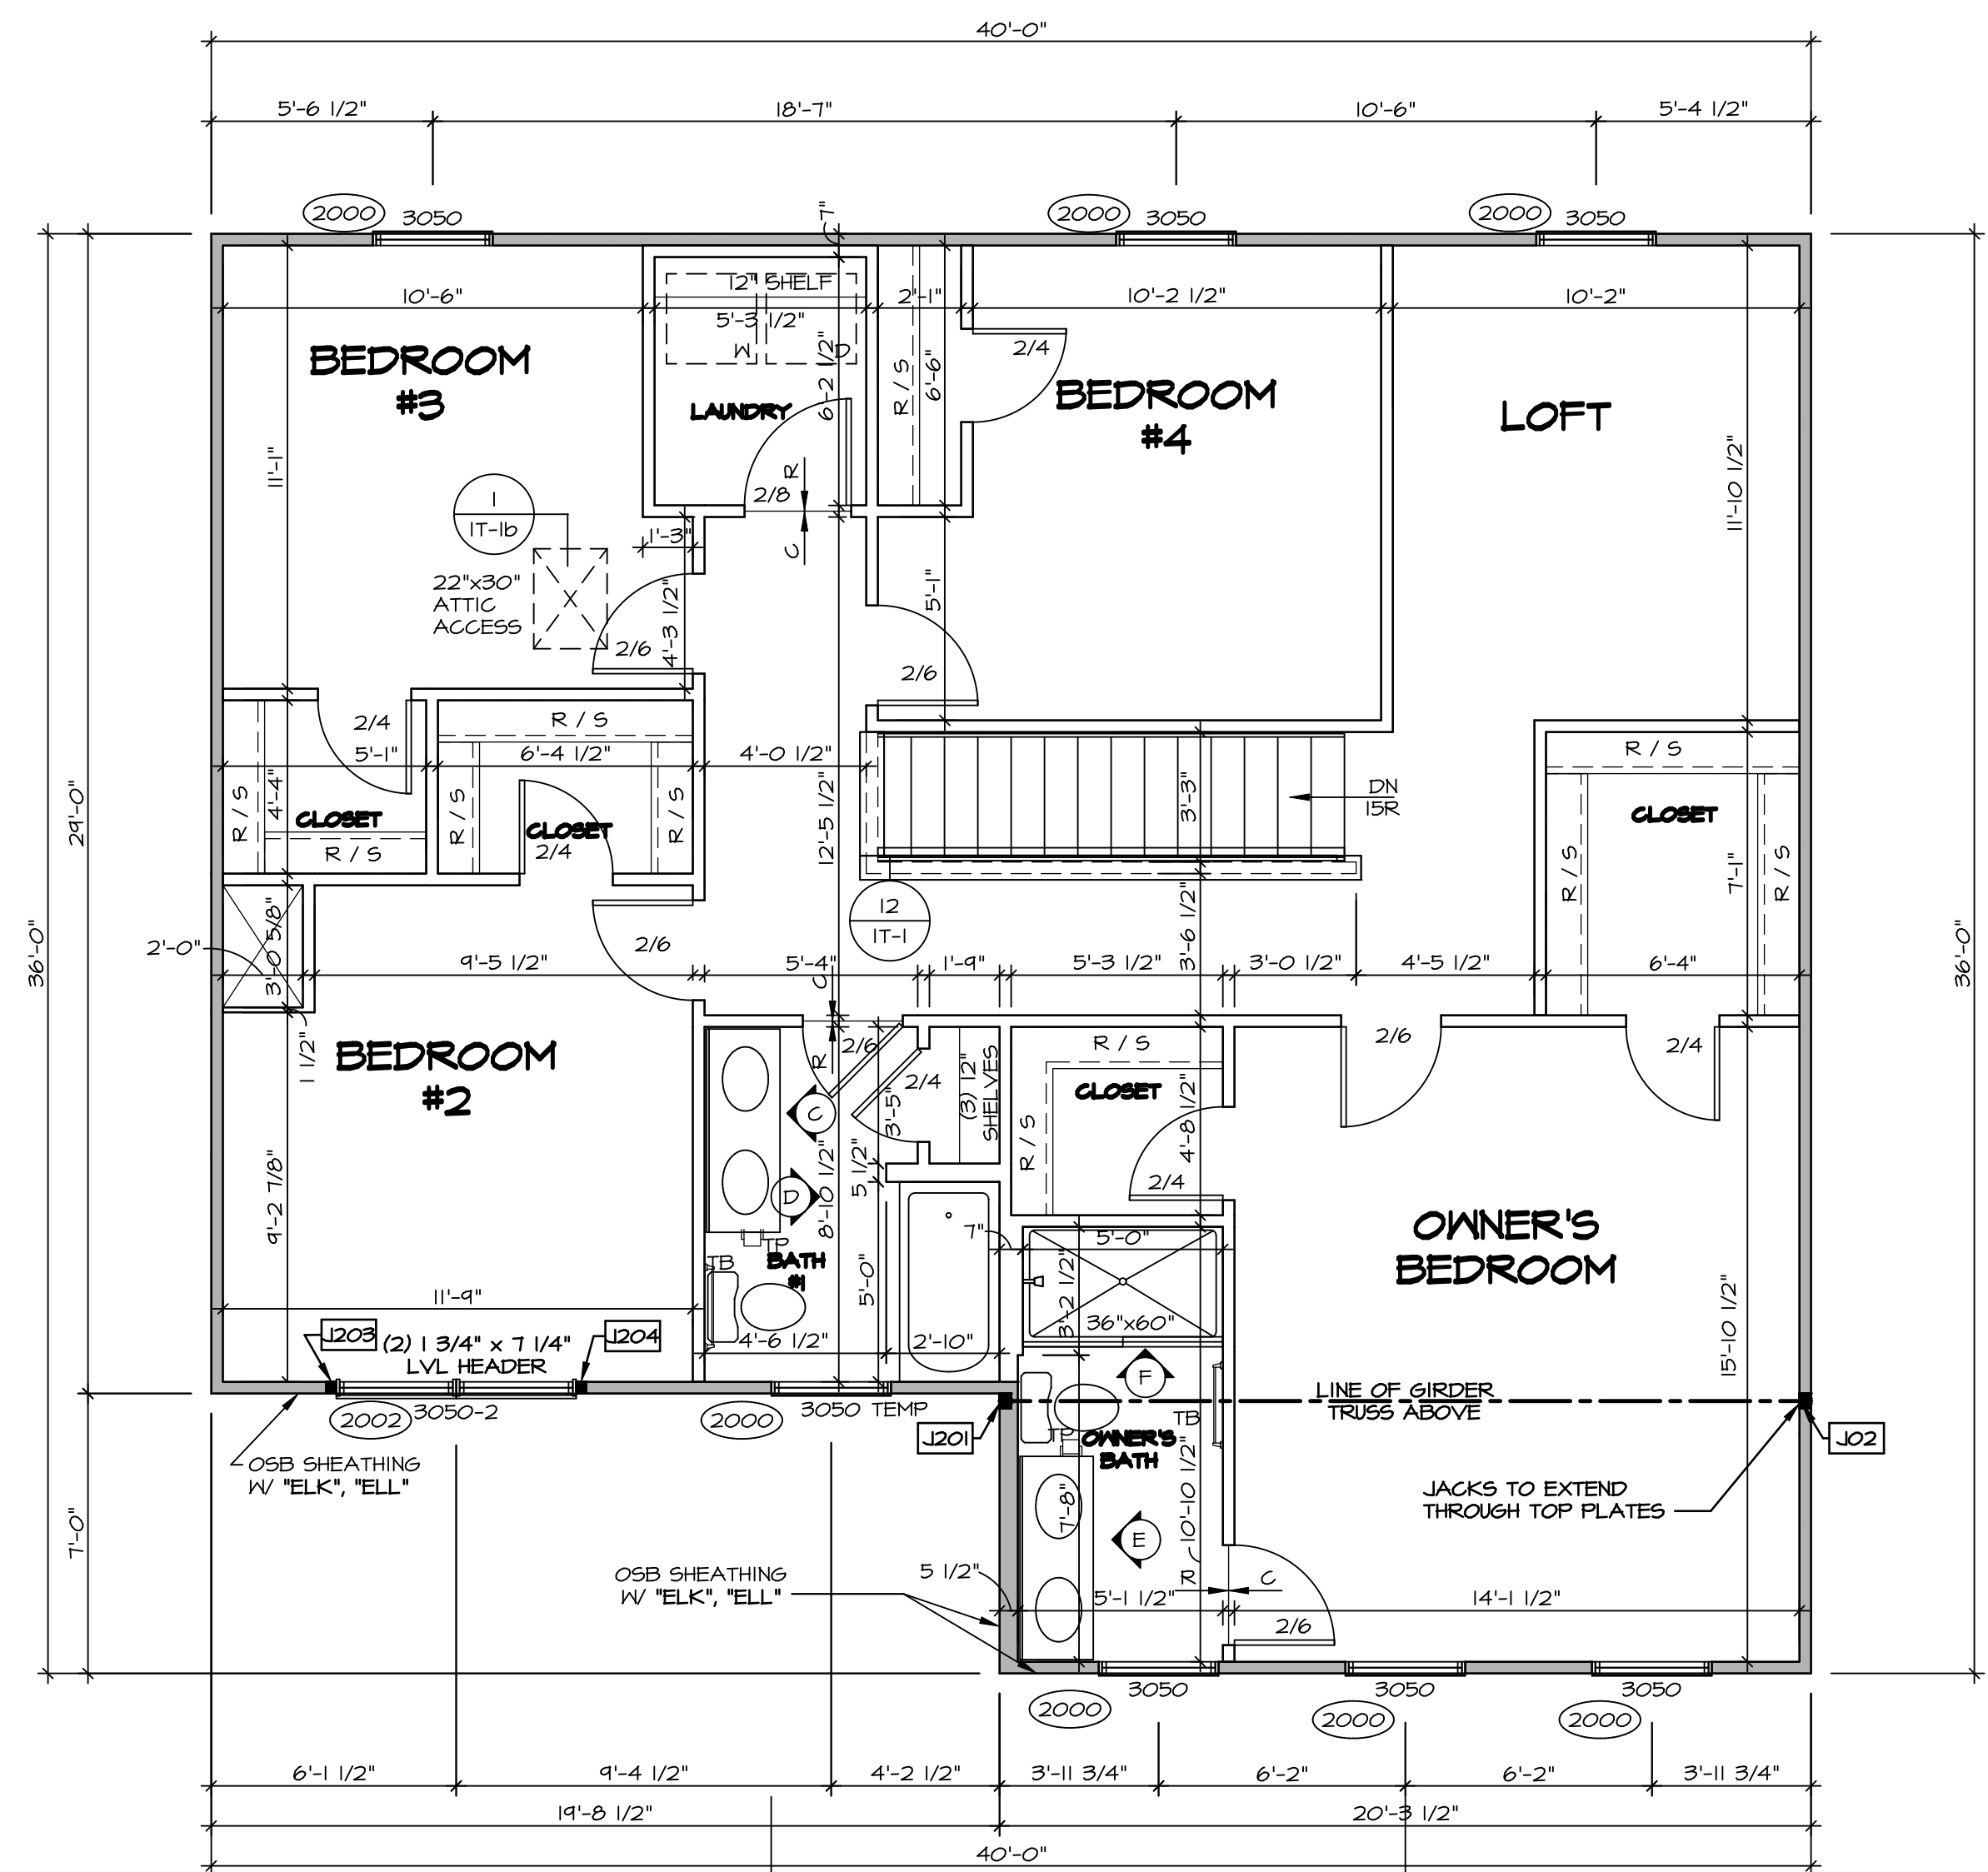 40'-0"
5'-6 1/2"
18'-7"
10'-6"
5'-4 1/2"
2000
3050
7"
2000
3050
2000
3050
12" SHELF
10'-6"
2'-1"
10'-2 1/2"
10'-2"
5'-3 1/2"
W
D
BEDROOM
#3
6'-2 1/2"
R / S
6'-6"
2/4
BEDROOM
#4
LOFT
LAUNDRY
11'-1"
11'-10 1/2"
1
1T-1b
2/8
R
C
1'-3"
22"x30"
ATTIC
ACCESS
X
2/6
4'-3 1/2"
5'-1"
2/6
2/4
R / S
5'-1"
6'-4 1/2"
4'-0 1/2"
R / S
4'-4"
CLOSET
R / S
R / S
CLOSET
2/4
R / S
12'-5 1/2"
3'-3"
DN
15R
R / S
CLOSET
R / S
7'-1"
R / S
29'-0"
36'-0"
36'-0"
12
1T-1
2'-0"
3'-0 5/8"
9'-5 1/2"
2/6
5'-4"
C
1'-9"
5'-3 1/2"
3'-6 1/2"
3'-0 1/2"
4'-5 1/2"
6'-4"
1 1/2"
BEDROOM
#2
R
2/6
2/4
3'-5"
(3) 12"
SHELVES
R / S
CLOSET
R / S
4'-8 1/2"
2/4
2/6
2/4
C
D
9'-2 7/8"
8'-10 1/2"
5 1/2"
TP
TB
BATH
#1
5'-0"
7"
5'-0"
3'-2 1/2"
36"x60"
OWNER'S
BEDROOM
15'-10 1/2"
11'-9"
J203
(2) 1 3/4" x 7 1/4"
LVL HEADER
J204
4'-6 1/2"
2'-10"
F
LINE OF GIRDER
TRUSS ABOVE
2002
3050-2
2000
3050 TEMP
J201
TB
TP
OWNER'S
BATH
J02
OSB SHEATHING
W/ "ELK", "ELL"
7'-0"
7'-8"
10'-10 1/2"
E
JACKS TO EXTEND
THROUGH TOP PLATES
OSB SHEATHING
W/ "ELK", "ELL"
5 1/2"
R
C
5'-1 1/2"
14'-1 1/2"
2/6
2000
3050
2000
3050
2000
3050
6'-1 1/2"
9'-4 1/2"
4'-2 1/2"
3'-11 3/4"
6'-2"
6'-2"
3'-11 3/4"
19'-8 1/2"
20'-3 1/2"
40'-0"